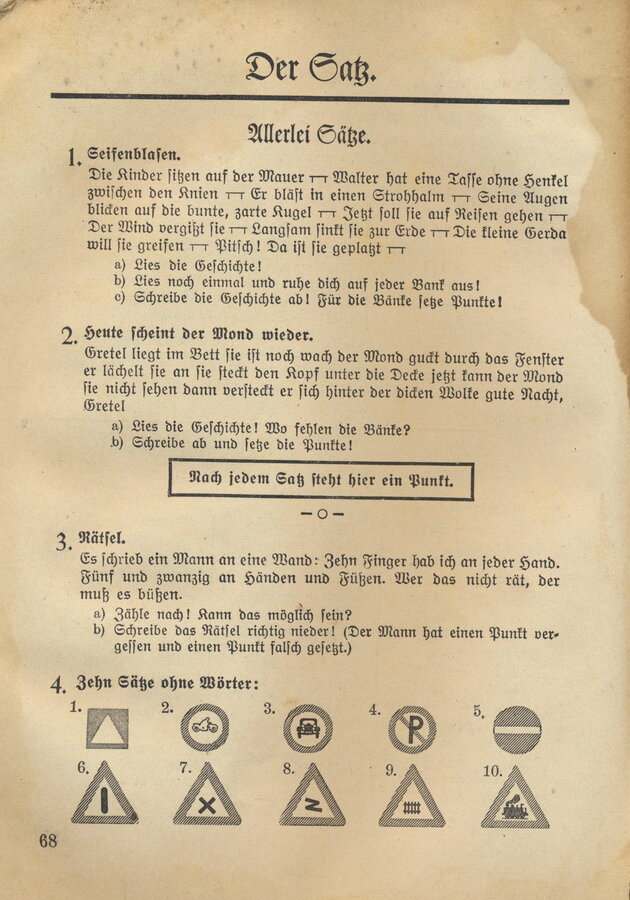 Der Satz.
Allerlei Sätze.
1. Seifenblasen.
Die Kinder sitzen auf der Mauer ┌┐ Walter hat eine Tasse ohne Henkel
zwischen den Knien ┌┐ Er bläst in einen Strohhalm ┌┐ Seine Augen
blicken auf die bunte, zarte Kugel ┌┐ Jetzt soll sie auf Reisen gehen ┌┐
Der Wind vergißt sie ┌┐ Langsam sinkt sie zur Erde ┌┐ Die kleine Gerda
will sie greifen ┌┐ Pitsch! Da ist sie geplatzt ┌┐
a) Lies die Geschichte!
b) Lies noch einmal und ruhe dich auf jeder Bank aus!
c) Schreibe die Geschichte ab! Für die Bänke setze Punkte!
2. Heute scheint der Mond wieder.
Gretel liegt im Bett sie ist noch wach der Mond guckt durch das Fenster
er lächelt sie an sie steckt den Kopf unter die Decke jetzt kann der Mond
sie nicht sehen dann versteckt er sich hinter der dicken Wolke gute Nacht,
Gretel
a) Lies die Geschichte! Wo fehlen die Bänke?
b) Schreibe ab und setze die Punkte!
Nach jedem Satz steht hier ein Punkt.
3. Rätsel.
Es schrieb ein Mann an eine Wand: Zehn Finger hab ich an jeder Hand.
Fünf und zwanzig an Händen und Füßen. Wer das nicht rät, der
muß es büßen.
a) Zähle nach! Kann das möglich sein?
b) Schreibe das Rätsel richtig nieder! (Der Mann hat einen Punkt ver-
gessen und einen Punkt falsch gesetzt.)
4. Zehn Sätze ohne Wörter:
1. 2. 3. 4. P 5.
6. 7. 8. 9. 10.
68